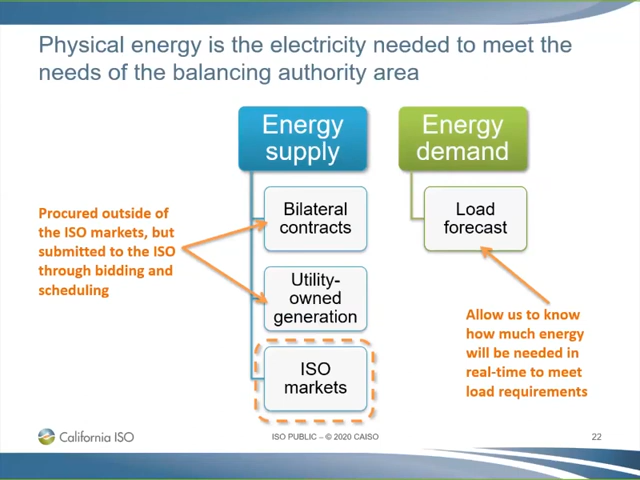 Physical energy is the electricity needed to meet the
needs of the balancing authority area
Energy
supply
Energy
demand
Procured outside of
the ISO markets, but
submitted to the ISO
through bidding and
scheduling
Bilateral
contracts
Load
forecast
Utility-
owned
generation
ISO
markets
Allow us to know
how much energy
will be needed in
real-time to meet
load requirements
California ISO
ISO PUBLIC – © 2020 CAISO
22